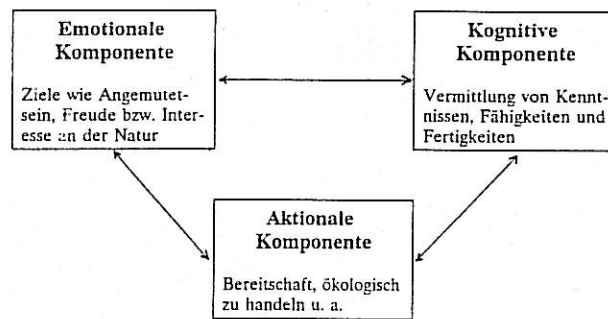 Emotionale
Komponente
Ziele wie Angemutet-
sein, Freude bzw. Inter-
esse an der Natur
Kognitive
Komponente
Vermittlung von Kennt-
nissen, Fähigkeiten und
Fertigkeiten
Aktionale
Komponente
Bereitschaft, ökologisch
zu handeln u. a.